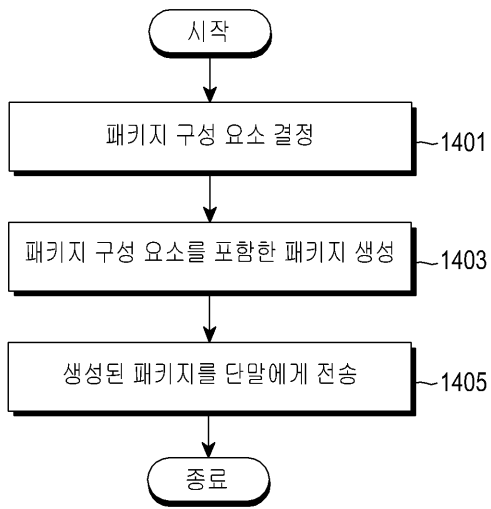 시작
패키지 구성 요소 결정
1401
패키지 구성 요소를 포함한 패키지 생성
1403
생성된 패키지를 단말에게 전송
1405
종료